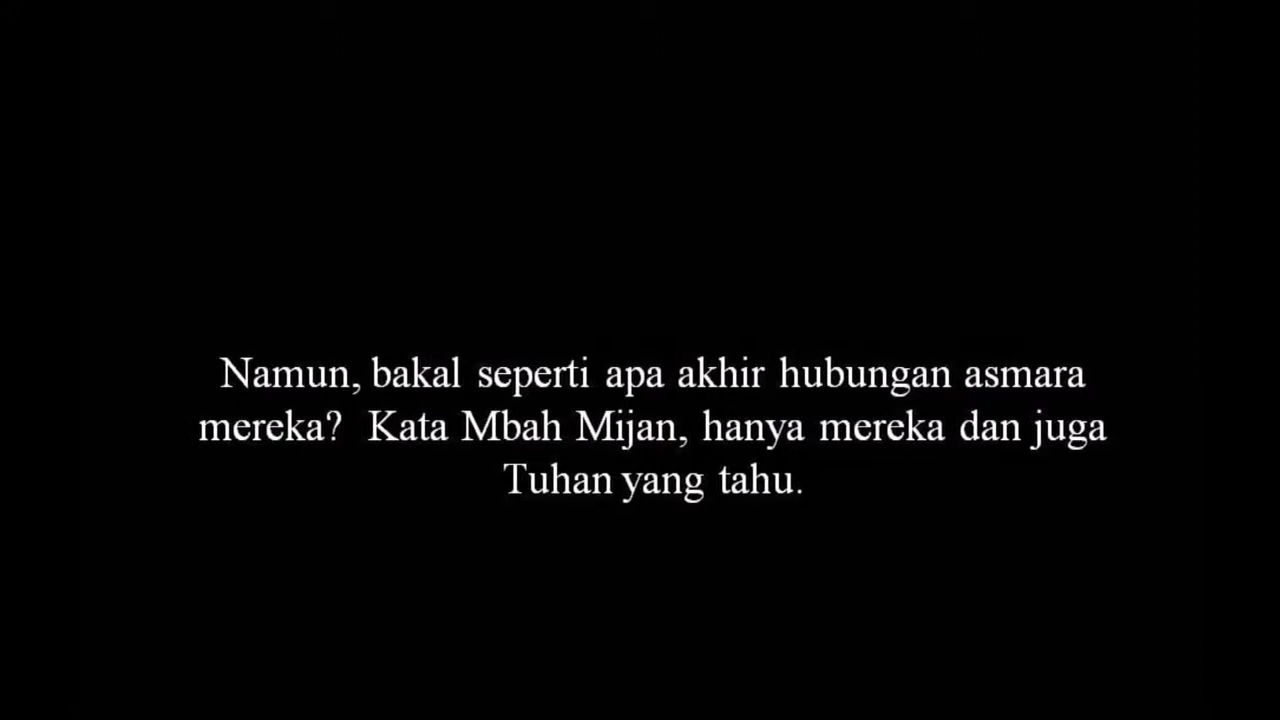 Namun, bakal seperti apa akhir hubungan asmara
mereka?  Kata Mbah Mijan, hanya mereka dan juga
Tuhan yang tahu.